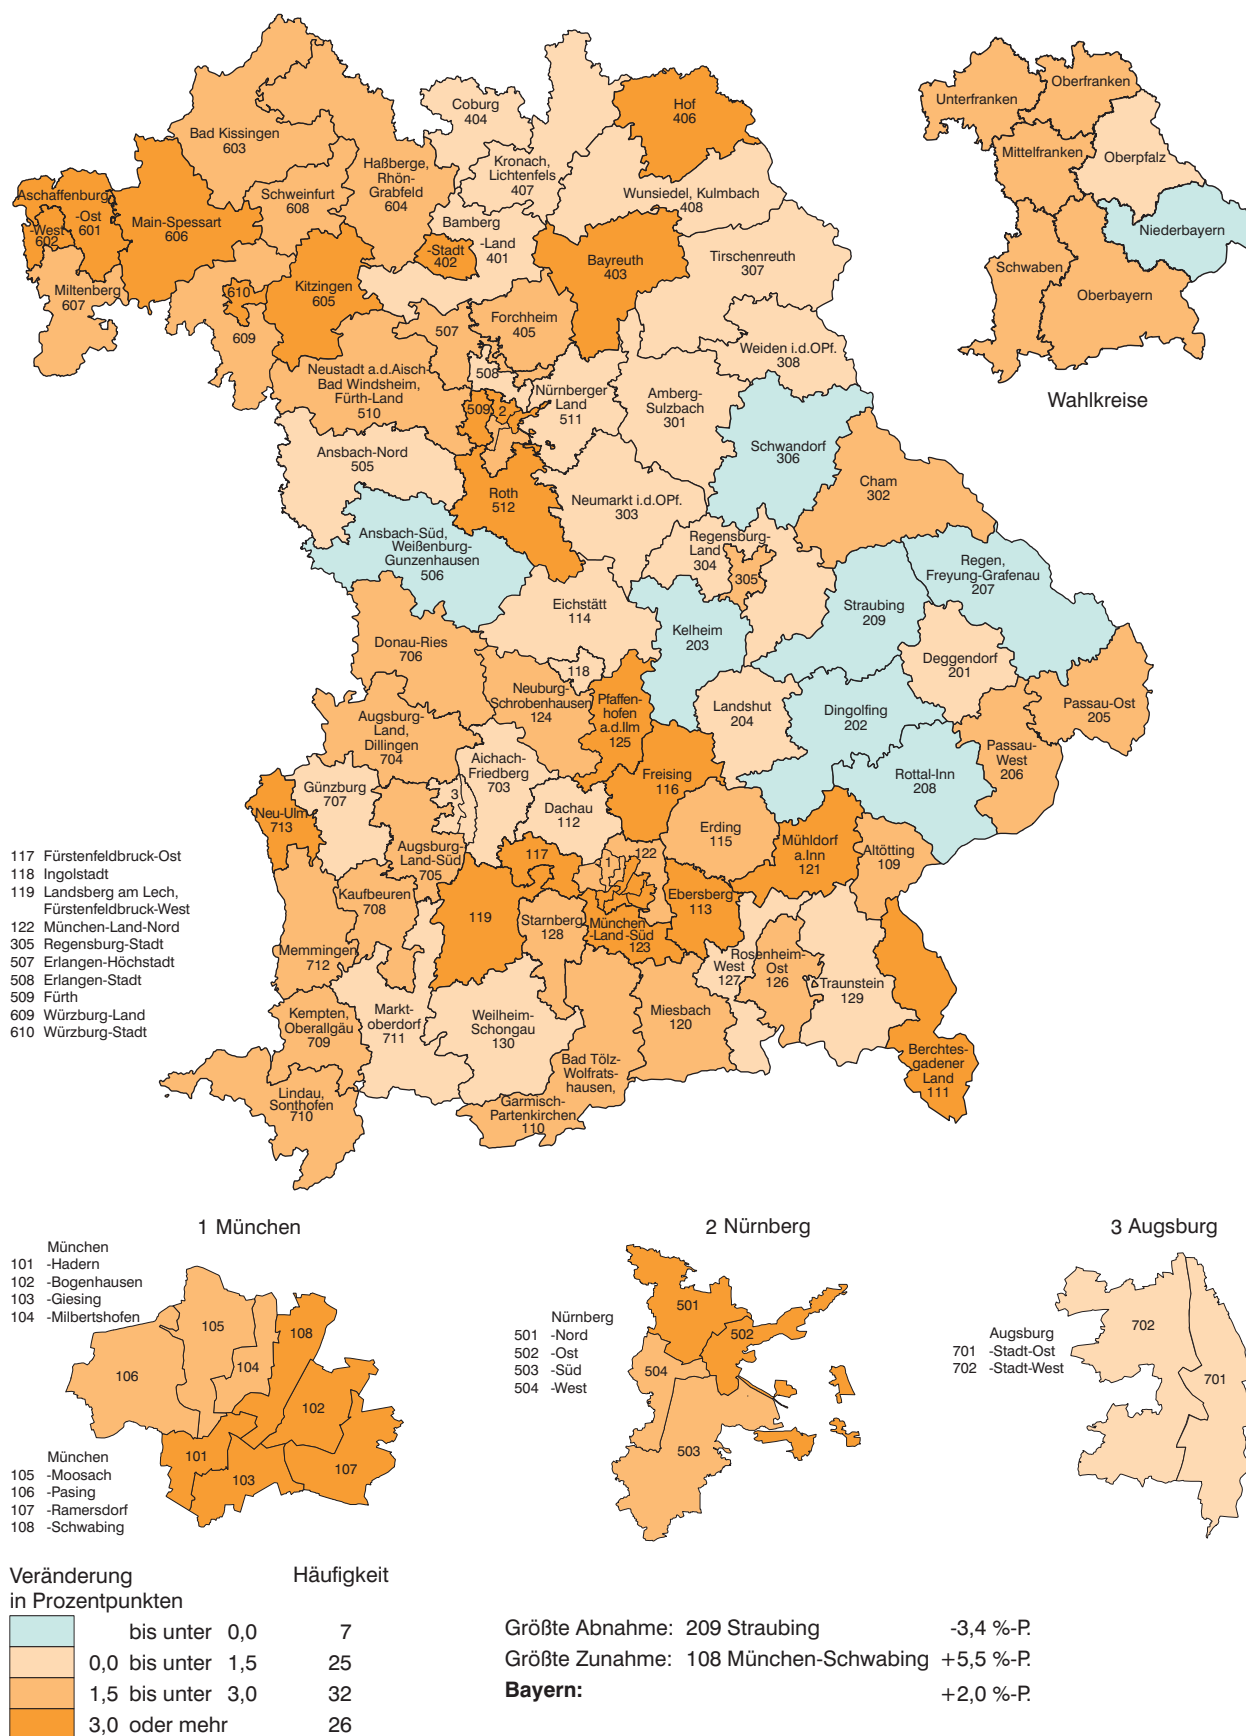 Coburg
404
Hof
406
Bad Kissingen
603
Haßberge,
Rhön-
Grabfeld
604
Kronach,
Lichtenfels
407
Wunsiedel, Kulmbach
408
Aschaffenburg
-Ost
601
-West
602
Main-Spessart
606
Schweinfurt
608
Bamberg
-Land
401
-Stadt
402
Bayreuth
403
Tirschenreuth
307
Miltenberg
607
610
Kitzingen
605
609
507
Forchheim
405
Weiden i.d.OPf.
308
Neustadt a.d.Aisch
Bad Windsheim,
Fürth-Land
510
508
509
2
Nürnberger
Land
511
Amberg-
Sulzbach
301
Schwandorf
306
Ansbach-Nord
505
Cham
302
Roth
512
Neumarkt i.d.OPf.
303
Ansbach-Süd,
Weißenburg-
Gunzenhausen
506
Regensburg-
Land
304
305
Regen,
Freyung-Grafenau
207
Eichstätt
114
Straubing
209
Kelheim
203
Donau-Ries
706
118
Deggendorf
201
Neuburg-
Schrobenhausen
124
Pfaffen-
hofen
a.d.Ilm
125
Landshut
204
Dingolfing
202
Passau-Ost
205
Augsburg-
Land,
Dillingen
704
Passau-
West
206
Aichach-
Friedberg
703
Freising
116
Rottal-Inn
208
Günzburg
707
3
Dachau
112
Neu-Ulm
713
Erding
115
Mühldorf
a.Inn
121
Altötting
109
Augsburg-
Land-Süd
705
117
1
122
Kaufbeuren
708
Ebersberg
113
119
Starnberg
128
München
-Land-Süd
123
Memmingen
712
Rosenheim-
West
127
Ost
126
Traunstein
129
Kempten,
Oberallgäu
709
Markt-
oberdorf
711
Weilheim-
Schongau
130
Miesbach
120
Bad Tölz-
Wolfrats-
hausen,
Garmisch-
Partenkirchen
110
Berchtes-
gadener
Land
111
Lindau,
Sonthofen
710
Unterfranken
Oberfranken
Mittelfranken
Oberpfalz
Niederbayern
Schwaben
Oberbayern
Wahlkreise
117 Fürstenfeldbruck-Ost
118 Ingolstadt
119 Landsberg am Lech,
Fürstenfeldbruck-West
122 München-Land-Nord
305 Regensburg-Stadt
507 Erlangen-Höchstadt
508 Erlangen-Stadt
509 Fürth
609 Würzburg-Land
610 Würzburg-Stadt
1 München
München
101 -Hadern
102 -Bogenhausen
103 -Giesing
104 -Milbertshofen
105
108
104
106
102
101
103
107
München
105 -Moosach
106 -Pasing
107 -Ramersdorf
108 -Schwabing
2 Nürnberg
Nürnberg
501 -Nord
502 -Ost
503 -Süd
504 -West
501
502
504
503
3 Augsburg
Augsburg
701 -Stadt-Ost
702 -Stadt-West
702
701
Veränderung Häufigkeit
in Prozentpunkten
bis unter 0,0 7
0,0 bis unter 1,5 25
1,5 bis unter 3,0 32
3,0 oder mehr 26
Größte Abnahme: 209 Straubing -3,4 %-P.
Größte Zunahme: 108 München-Schwabing +5,5 %-P.
Bayern: +2,0 %-P.